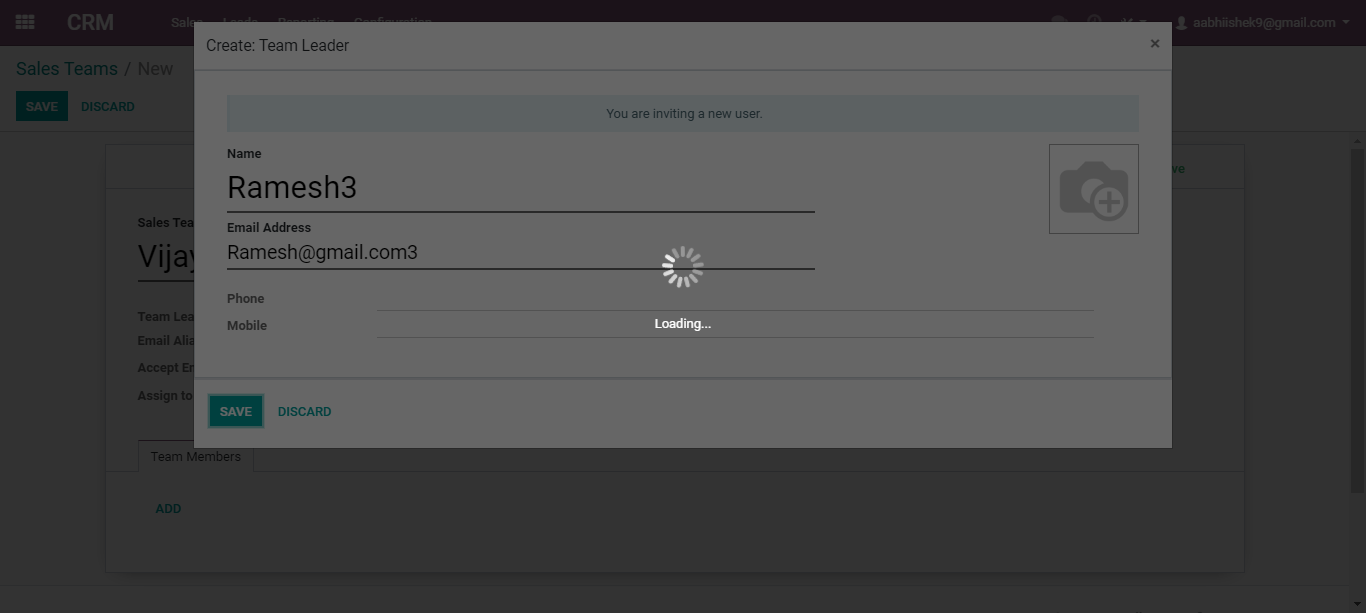 CRM
Sales Leads Reporting Configuration
aabhiishek9@gmail.com
Create: Team Leader
×
Sales Teams / New
SAVE DISCARD
You are inviting a new user.
Name
Ramesh3
Email Address
Ramesh@gmail.com3
Phone
Mobile
Loading...
SAVE DISCARD
Sales Tea
Vijay
Team Lea
Email Alia
Accept Er
Assign to
Team Members
ADD